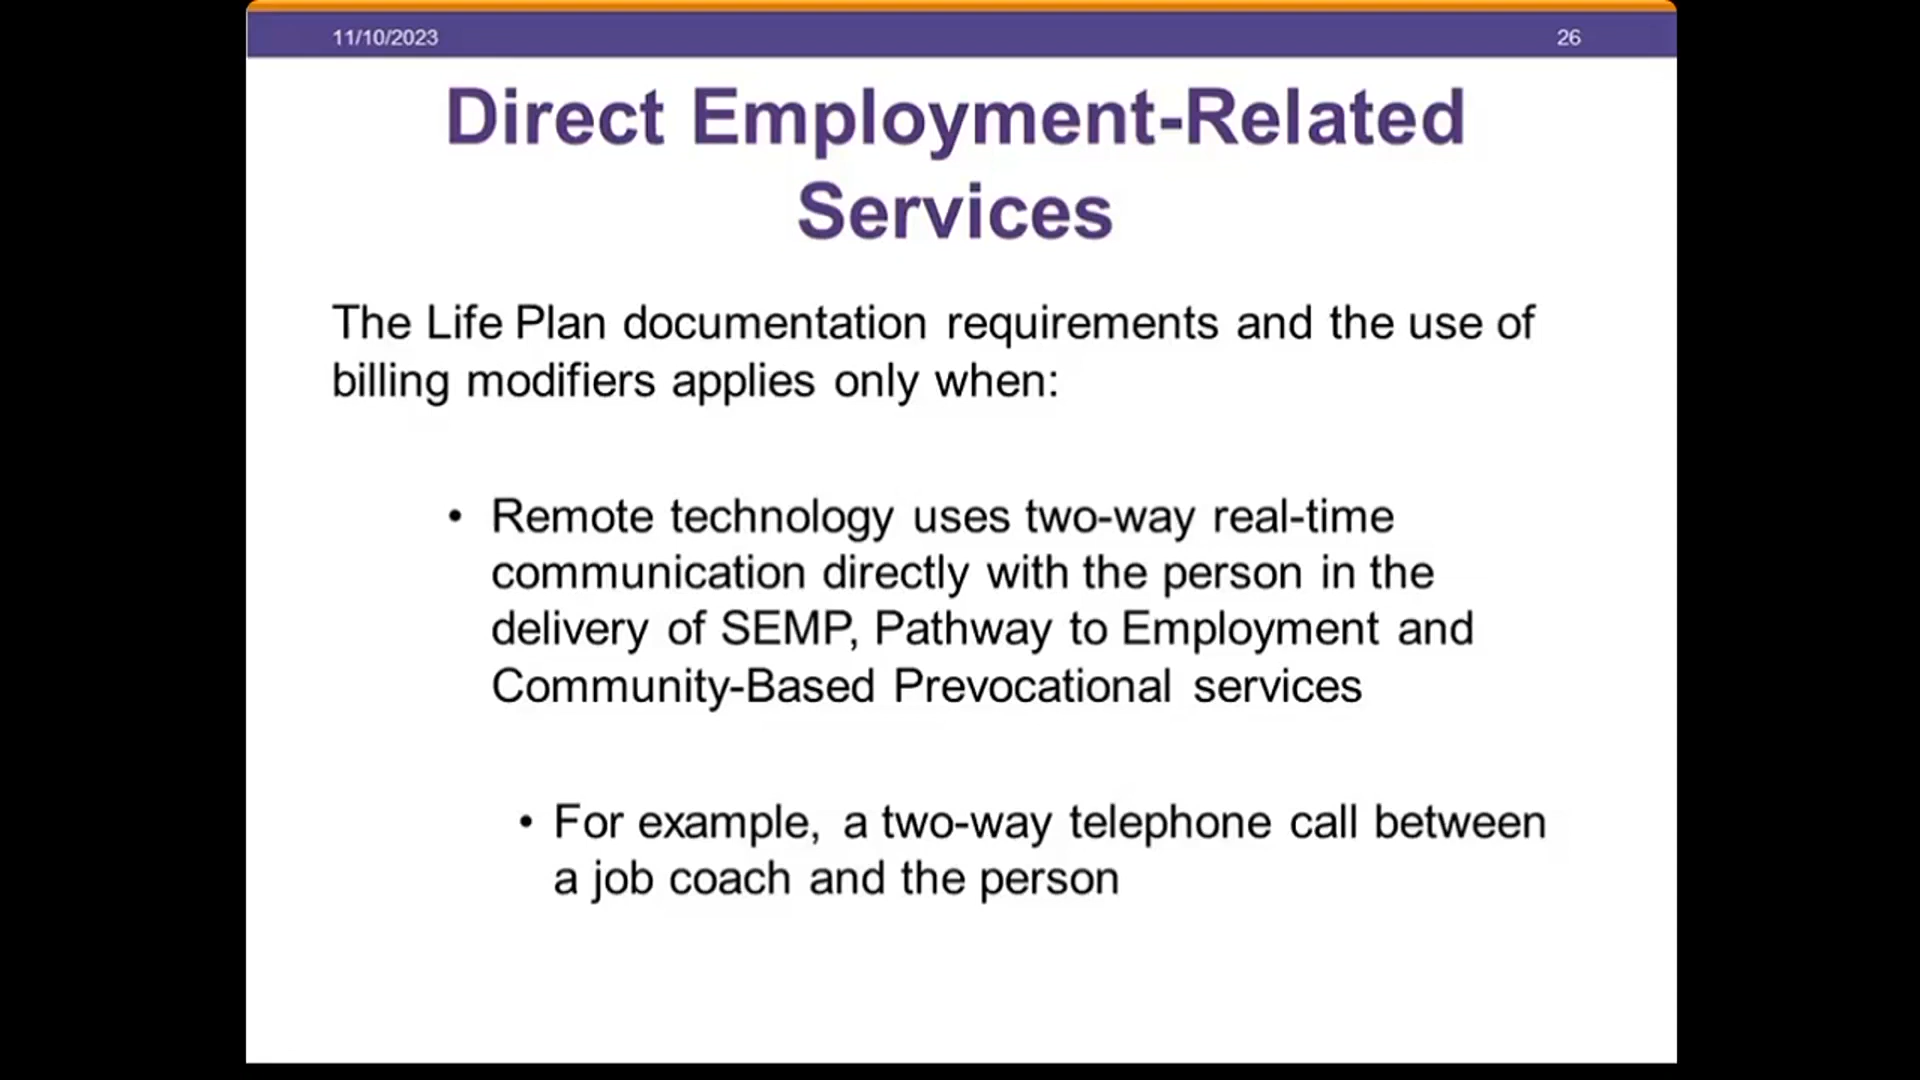 11/10/2023
26
Direct Employment-Related
Services
The Life Plan documentation requirements and the use of
billing modifiers applies only when:
• Remote technology uses two-way real-time
communication directly with the person in the
delivery of SEMP, Pathway to Employment and
Community-Based Prevocational services
• For example, a two-way telephone call between
a job coach and the person